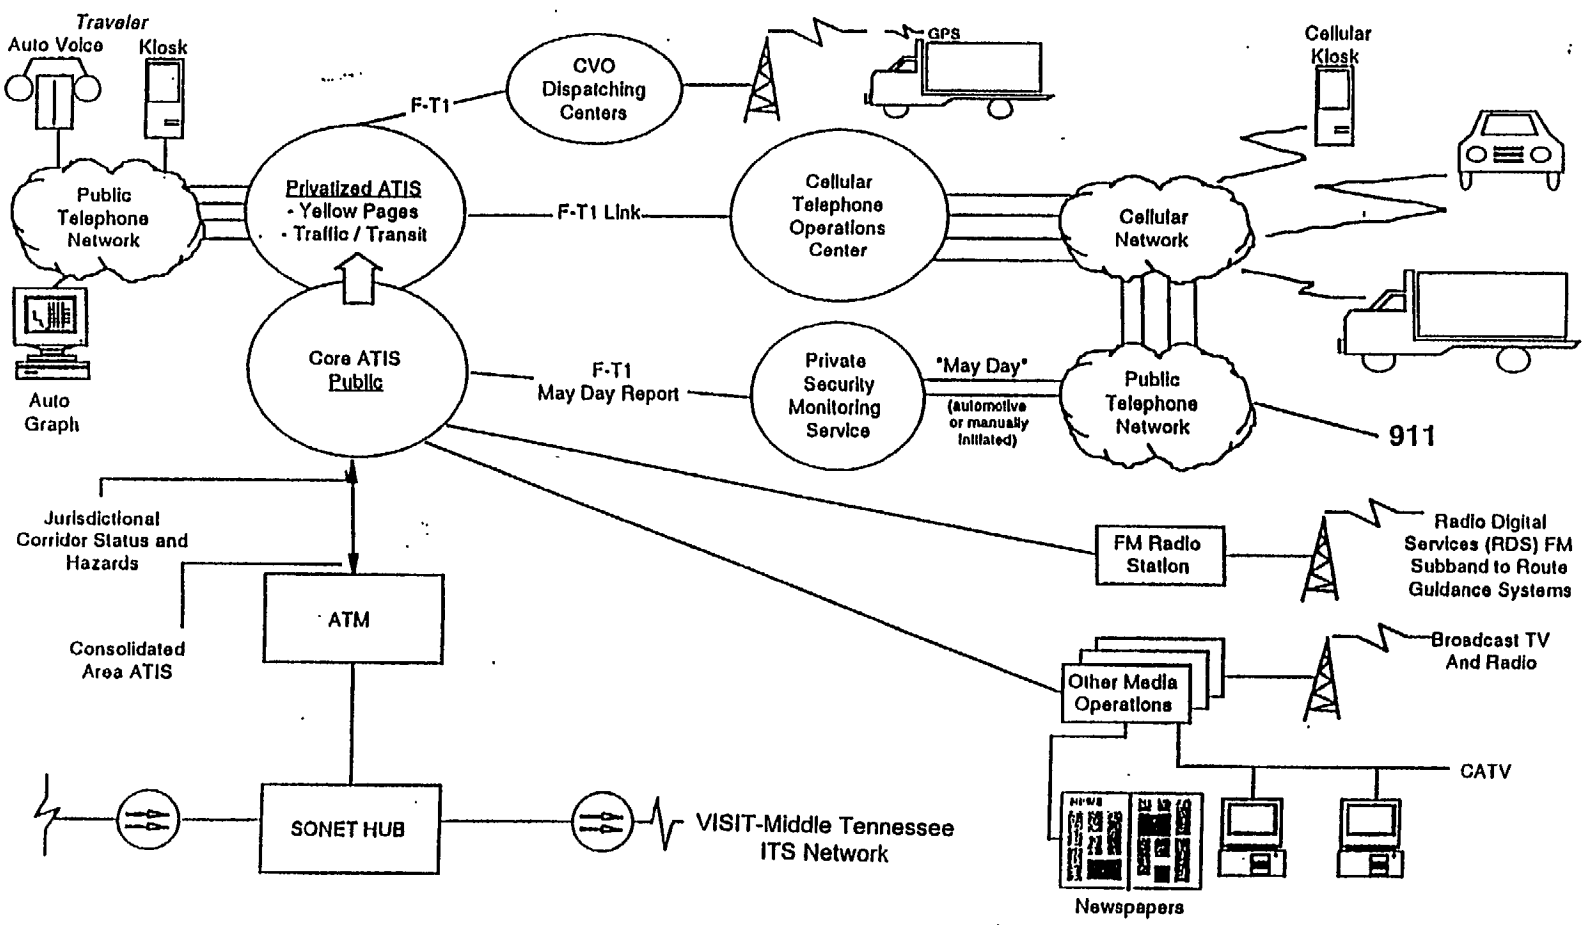 Traveler
Auto Voice
Kiosk
Public
Telephone
Network
Auto
Graph
F-T1
CVO
Dispatching
Centers
GPS
Privatized ATIS
- Yellow Pages
- Traffic / Transit
F-T1 Link
Cellular
Telephone
Operations
Center
Cellular
Network
Cellular
Kiosk
Core ATIS
Public
F-T1
May Day Report
Private
Security
Monitoring
Service
"May Day"
(automotive
or manually
initiated)
Public
Telephone
Network
911
Jurisdictional
Corridor Status and
Hazards
Consolidated
Area ATIS
ATM
SONET HUB
VISIT-Middle Tennessee
ITS Network
FM Radio
Station
Radio Digital
Services (RDS) FM
Subband to Route
Guidance Systems
Other Media
Operations
Broadcast TV
And Radio
CATV
NEWS
Newspapers